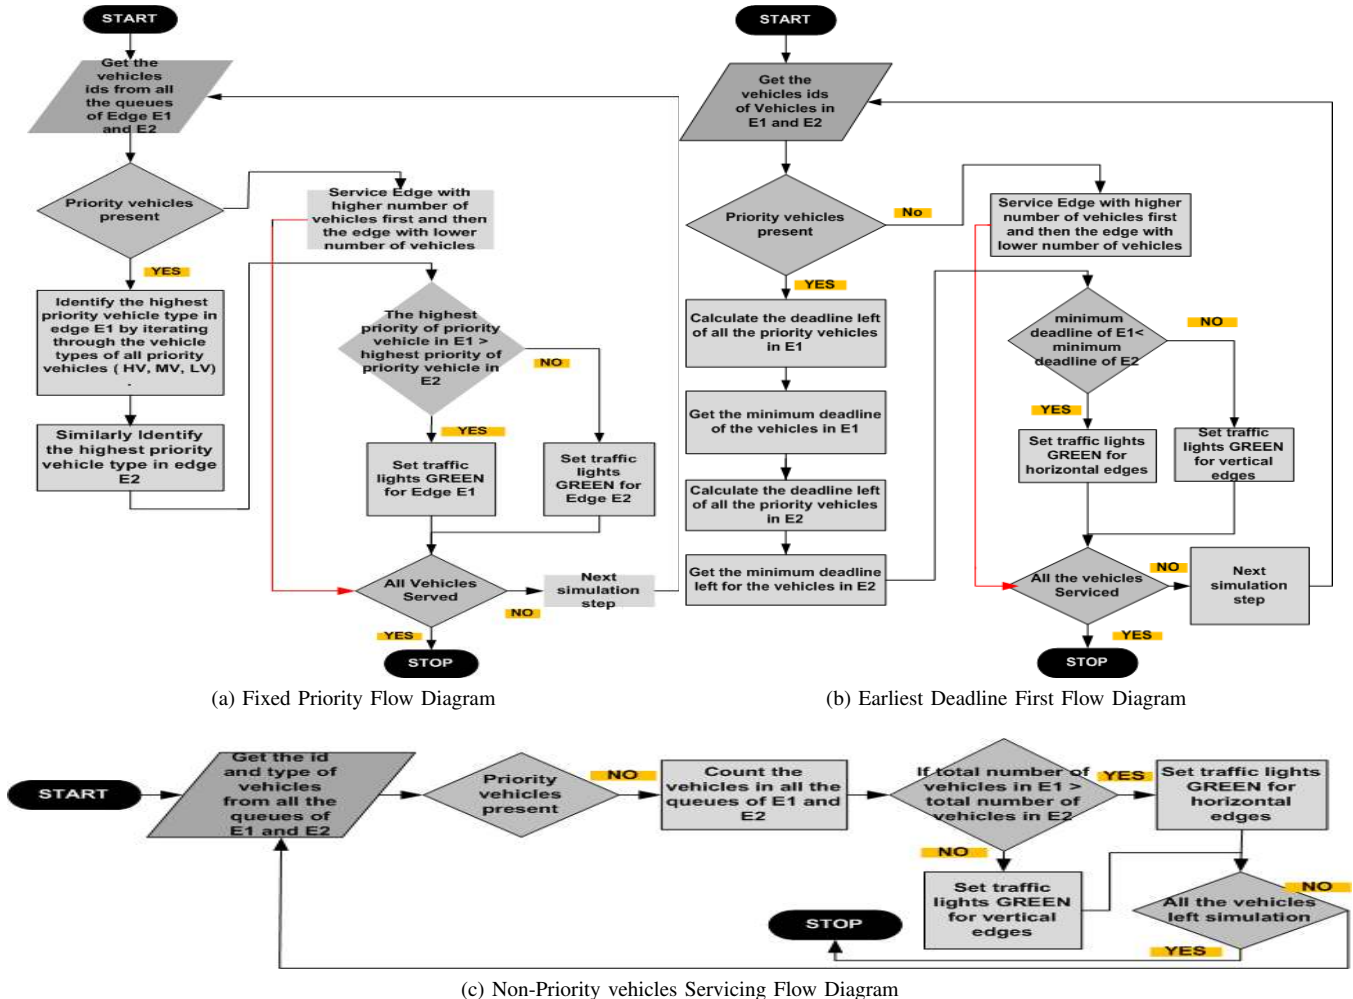 START
Get the
vehicles
ids from all
the queues
of Edge E1
and E2
Priority vehicles
present
YES
Service Edge with
higher number of
vehicles first and then
the edge with lower
number of vehicles
Identify the highest
priority vehicle type in
edge E1 by iterating
through the vehicle
types of all priority
vehicles ( HV, MV, LV)
.
Similarly Identify
the highest priority
vehicle type in edge
E2
The highest
priority of priority
vehicle in E1 >
highest priority of
priority vehicle in
E2
NO
YES
Set traffic
lights GREEN
for Edge E1
Set traffic
lights GREEN
for Edge E2
All Vehicles
Served
NO
Next
simulation
step
YES
STOP
(a) Fixed Priority Flow Diagram
START
Get the
vehicles ids
of Vehicles in
E1 and E2
Priority vehicles
present
No
YES
Service Edge with higher
number of vehicles first
and then the edge with
lower number of vehicles
Calculate the deadline left
of all the priority vehicles
in E1
Get the minimum deadline
of the vehicles in E1
Calculate the deadline left
of all the priority vehicles
in E2
Get the minimum deadline
left for the vehicles in E2
minimum
deadline of E1<
minimum
deadline of E2
NO
YES
Set traffic lights
GREEN for
horizontal edges
Set traffic lights
GREEN for vertical
edges
All the vehicles
Serviced
NO
Next
simulation
step
YES
STOP
(b) Earliest Deadline First Flow Diagram
START
Get the id
and type of
vehicles
from all the
queues of
E1 and E2
Priority
vehicles
present
NO
Count the
vehicles in all the
queues of E1 and
E2
If total number of
vehicles in E1 >
total number of
vehicles in E2
YES
Set traffic lights
GREEN for
horizontal
edges
NO
Set traffic
lights GREEN
for vertical
edges
All the vehicles
left simulation
NO
YES
STOP
(c) Non-Priority vehicles Servicing Flow Diagram